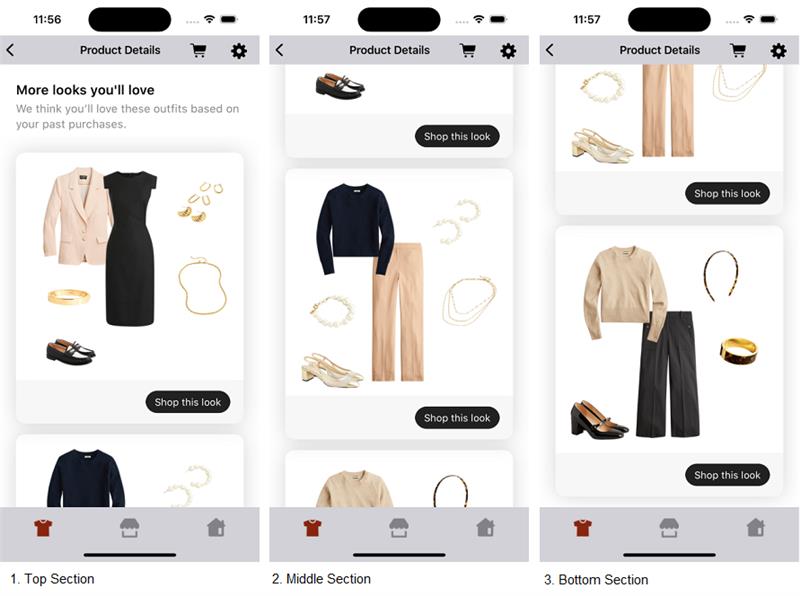 11:56
Product Details
More looks you'll love
We think you'll love these outfits based on
your past purchases.
Shop this look
1. Top Section
11:57
Product Details
Shop this look
Shop this look
2. Middle Section
11:57
Product Details
Shop this look
Shop this look
3. Bottom Section